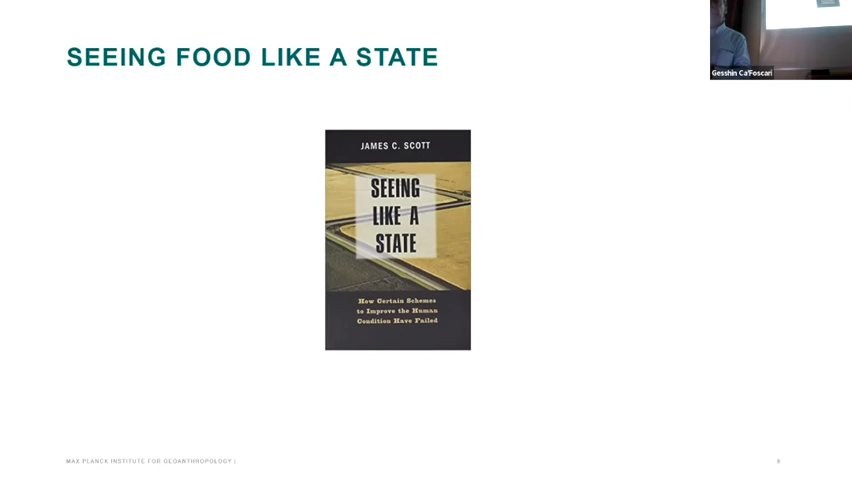 SEEING FOOD LIKE A STATE
Gesshin Ca'Foscari
JAMES C. SCOTT
SEEING
LIKE A
STATE
How Certain Schemes
to Improve the Human
Condition Have Failed
MAX PLANCK INSTITUTE FOR GEOANTHROPOLOGY |